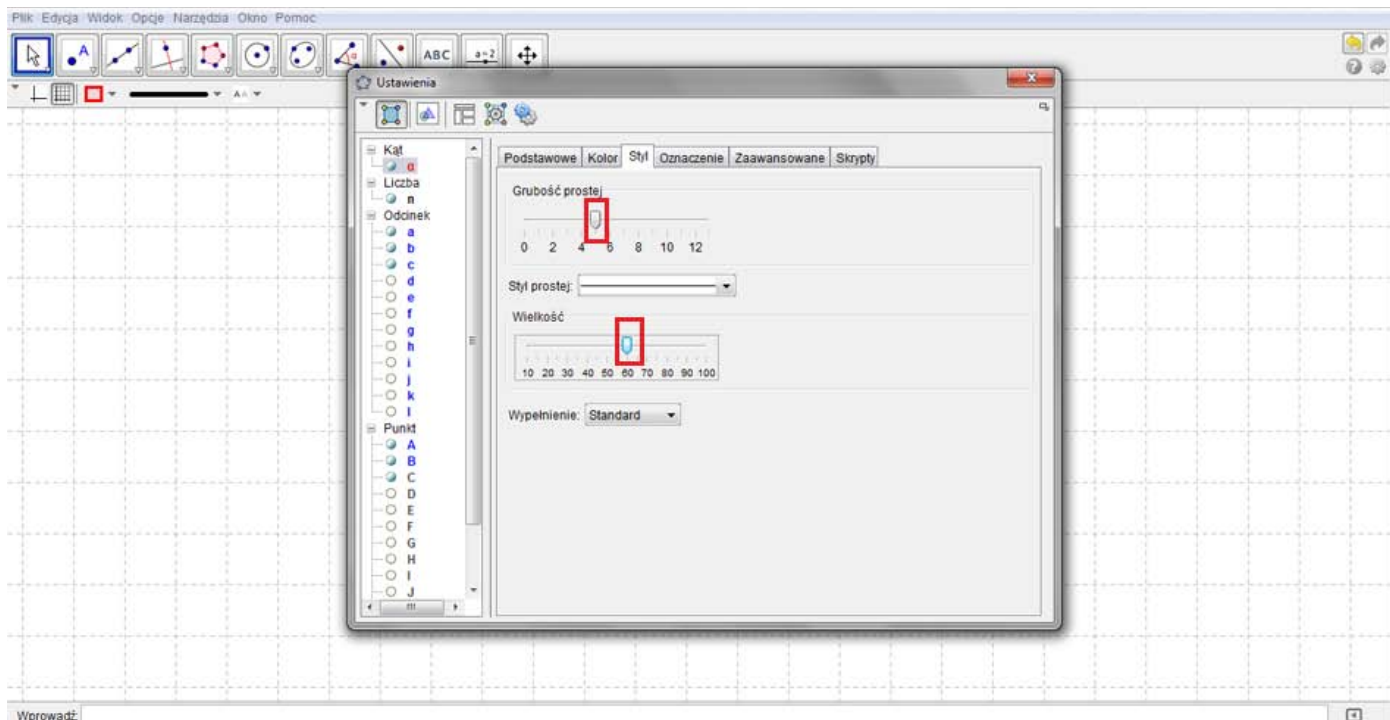 Plik Edycja Widok Opcje Narzędzia Okno Pomoc
A α ABC a=2
Ustawienia
Podstawowe Kolor Styl Oznaczenie Zaawansowane Skrypty
Kąt
α
Liczba
n
Odcinek
a
b
c
d
e
f
g
h
i
j
k
l
Punkt
A
B
C
D
E
F
G
H
I
J
Grubość prostej
0 2 4 6 8 10 12
Styl prostej:
Wielkość
10 20 30 40 50 60 70 80 90 100
Wypełnienie: Standard
Wprowadź: